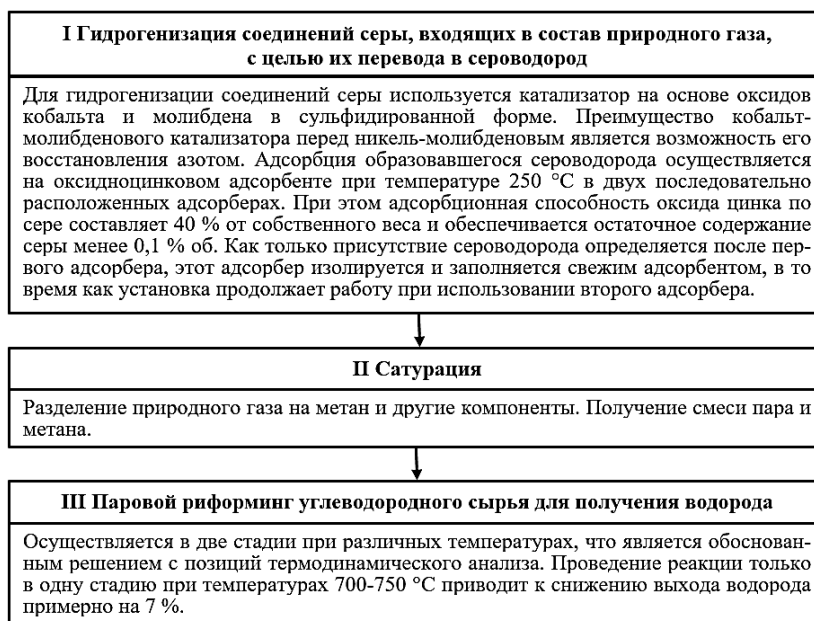 I Гидрогенизация соединений серы, входящих в состав природного газа,
с целью их перевода в сероводород
Для гидрогенизации соединений серы используется катализатор на основе оксидов
кобальта и молибдена в сульфидированной форме. Преимущество кобальт-
молибденового катализатора перед никель-молибденовым является возможность его
восстановления азотом. Адсорбция образовавшегося сероводорода осуществляется
на оксидноцинковом адсорбенте при температуре 250 °C в двух последовательно
расположенных адсорберах. При этом адсорбционная способность оксида цинка по
сере составляет 40 % от собственного веса и обеспечивается остаточное содержание
серы менее 0,1 % об. Как только присутствие сероводорода определяется после пер-
вого адсорбера, этот адсорбер изолируется и заполняется свежим адсорбентом, в то
время как установка продолжает работу при использовании второго адсорбера.
II Сатурация
Разделение природного газа на метан и другие компоненты. Получение смеси пара и
метана.
III Паровой риформинг углеводородного сырья для получения водорода
Осуществляется в две стадии при различных температурах, что является обоснован-
ным решением с позиций термодинамического анализа. Проведение реакции только
в одну стадию при температурах 700-750 °C приводит к снижению выхода водорода
примерно на 7 %.